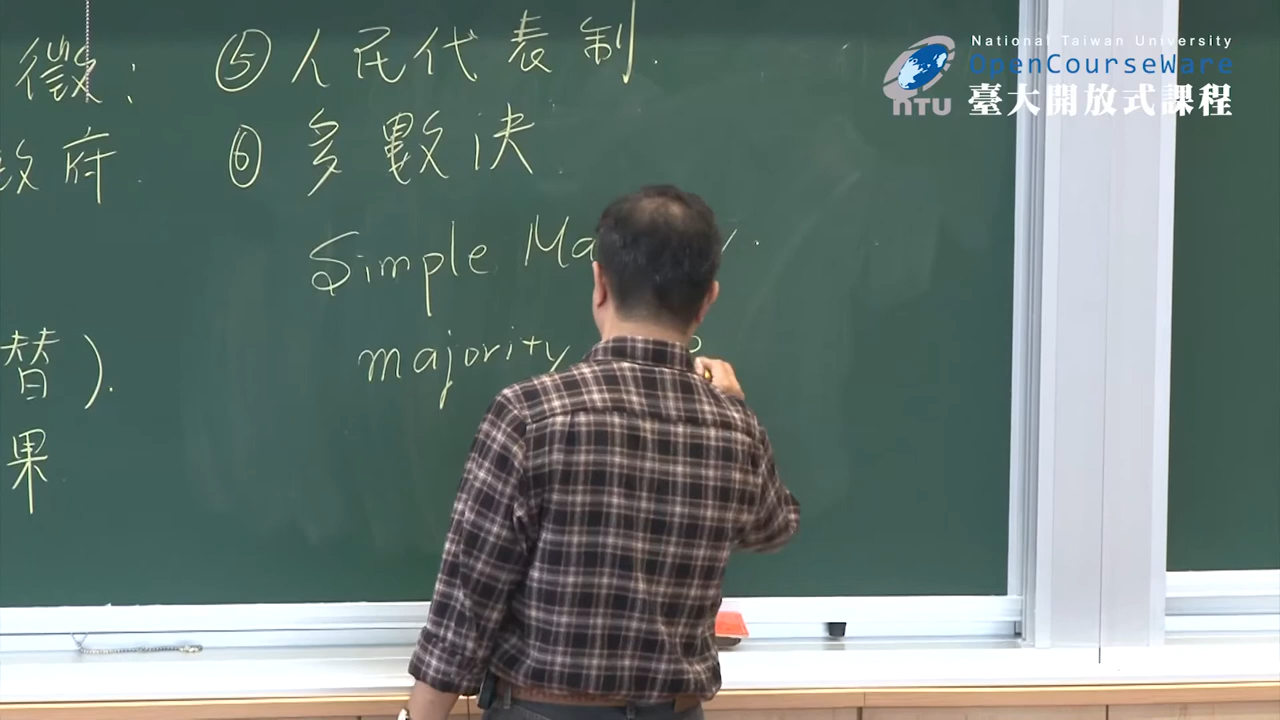 徵:
政府.
替).
果
⑤人民代表制.
⑥多數決.
Simple Ma
majority
National Taiwan University
OpenCourseWare
臺大開放式課程
NTU